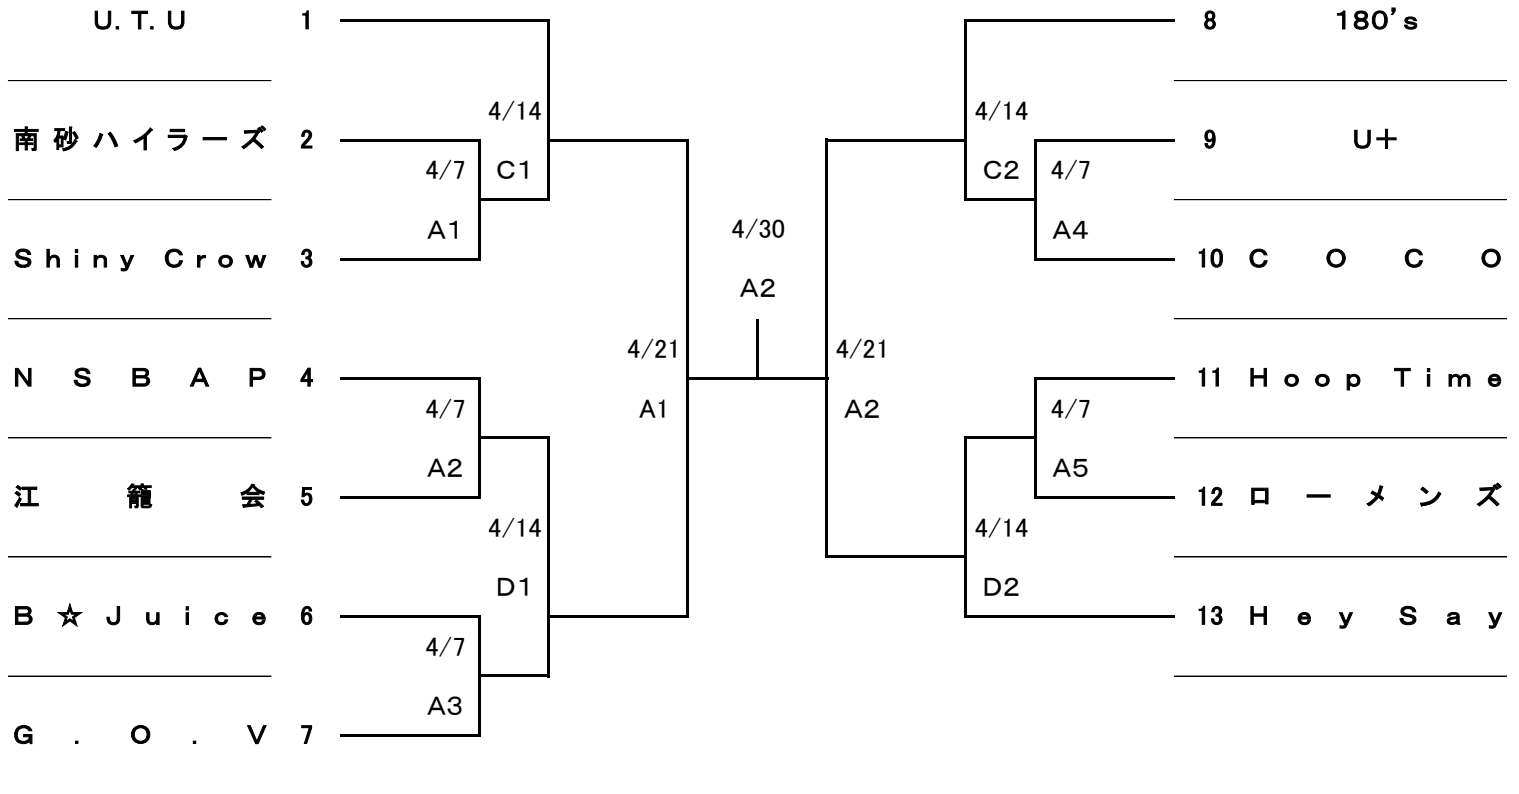 U.T.U 1 8 180's
4/14 4/14
南砂ハイラーズ 2 9 U＋
4/7 C1 C2 4/7
A1 4/30 A4
Shiny Crow 3 10 COCO
A2
4/21 4/21
NSBAP 4 11 Hoop Time
4/7 A1 A2 4/7
A2 A5
江籠会 5 12 ローメンズ
4/14 4/14
D1 D2
B☆Juice 6 13 Hey Say
4/7
A3
G.O.V 7